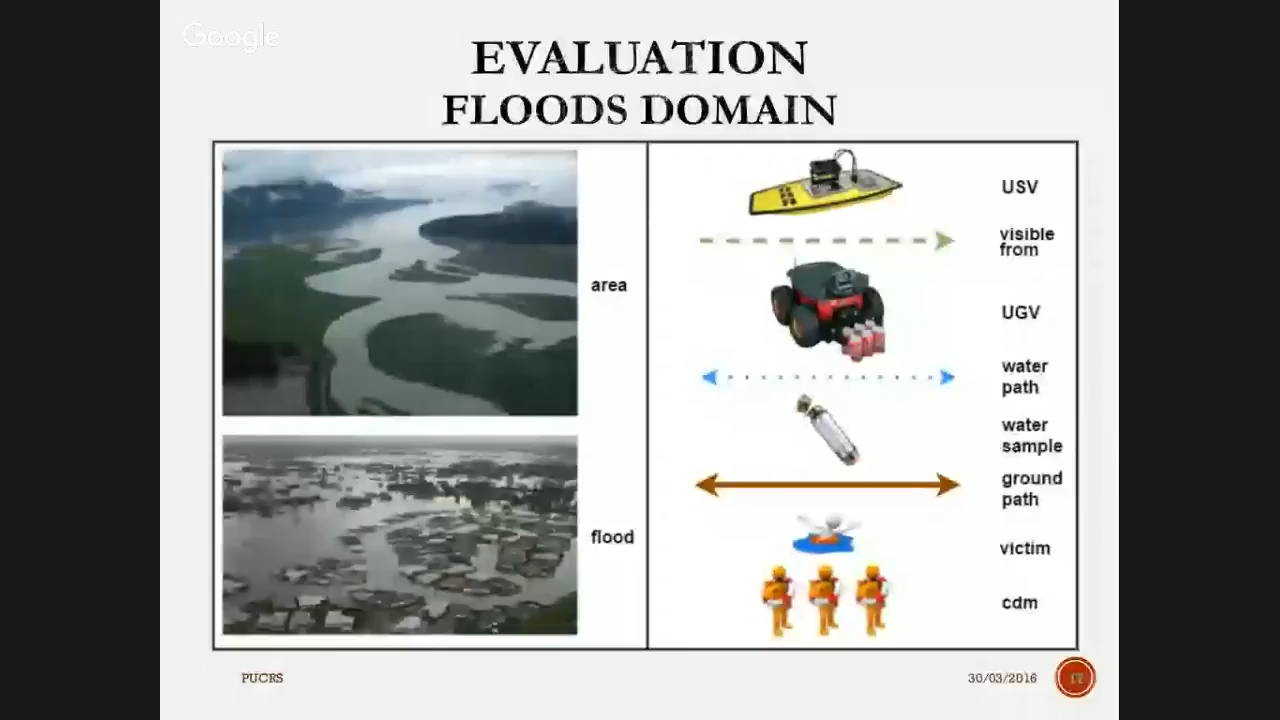 Google
EVALUATION
FLOODS DOMAIN
area
flood
USV
visible
from
UGV
water
path
water
sample
ground
path
victim
cdm
PUCRS
30/03/2016
17